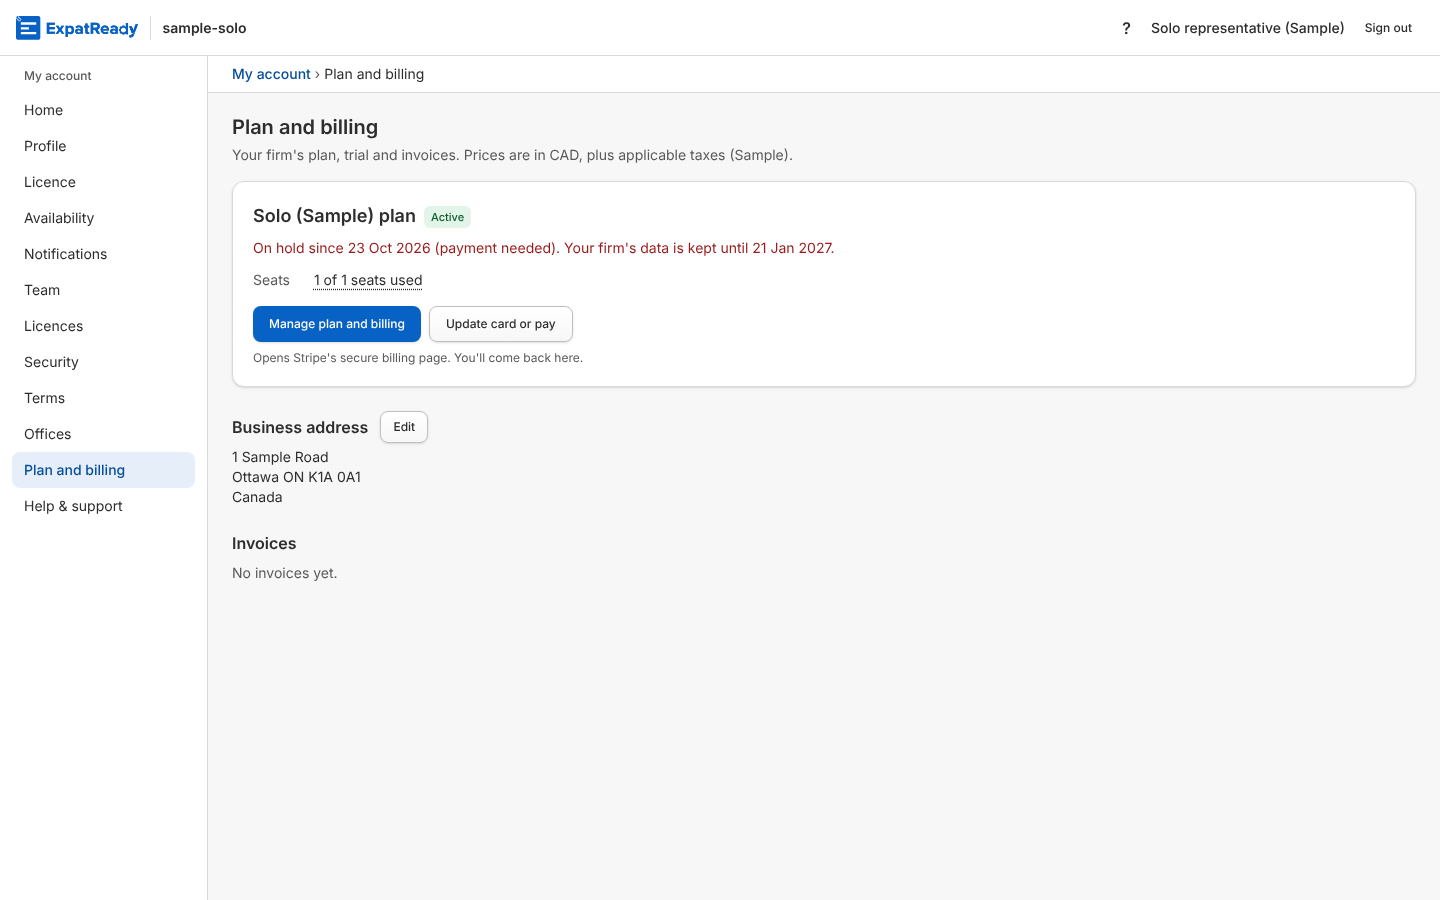 ExpatReady
sample-solo
?
Solo representative (Sample)
Sign out
My account
Home
Profile
Licence
Availability
Notifications
Team
Licences
Security
Terms
Offices
Plan and billing
Help & support
My account › Plan and billing
Plan and billing
Your firm's plan, trial and invoices. Prices are in CAD, plus applicable taxes (Sample).
Solo (Sample) plan Active
On hold since 23 Oct 2026 (payment needed). Your firm's data is kept until 21 Jan 2027.
Seats 1 of 1 seats used
Manage plan and billing
Update card or pay
Opens Stripe's secure billing page. You'll come back here.
Business address
Edit
1 Sample Road
Ottawa ON K1A 0A1
Canada
Invoices
No invoices yet.